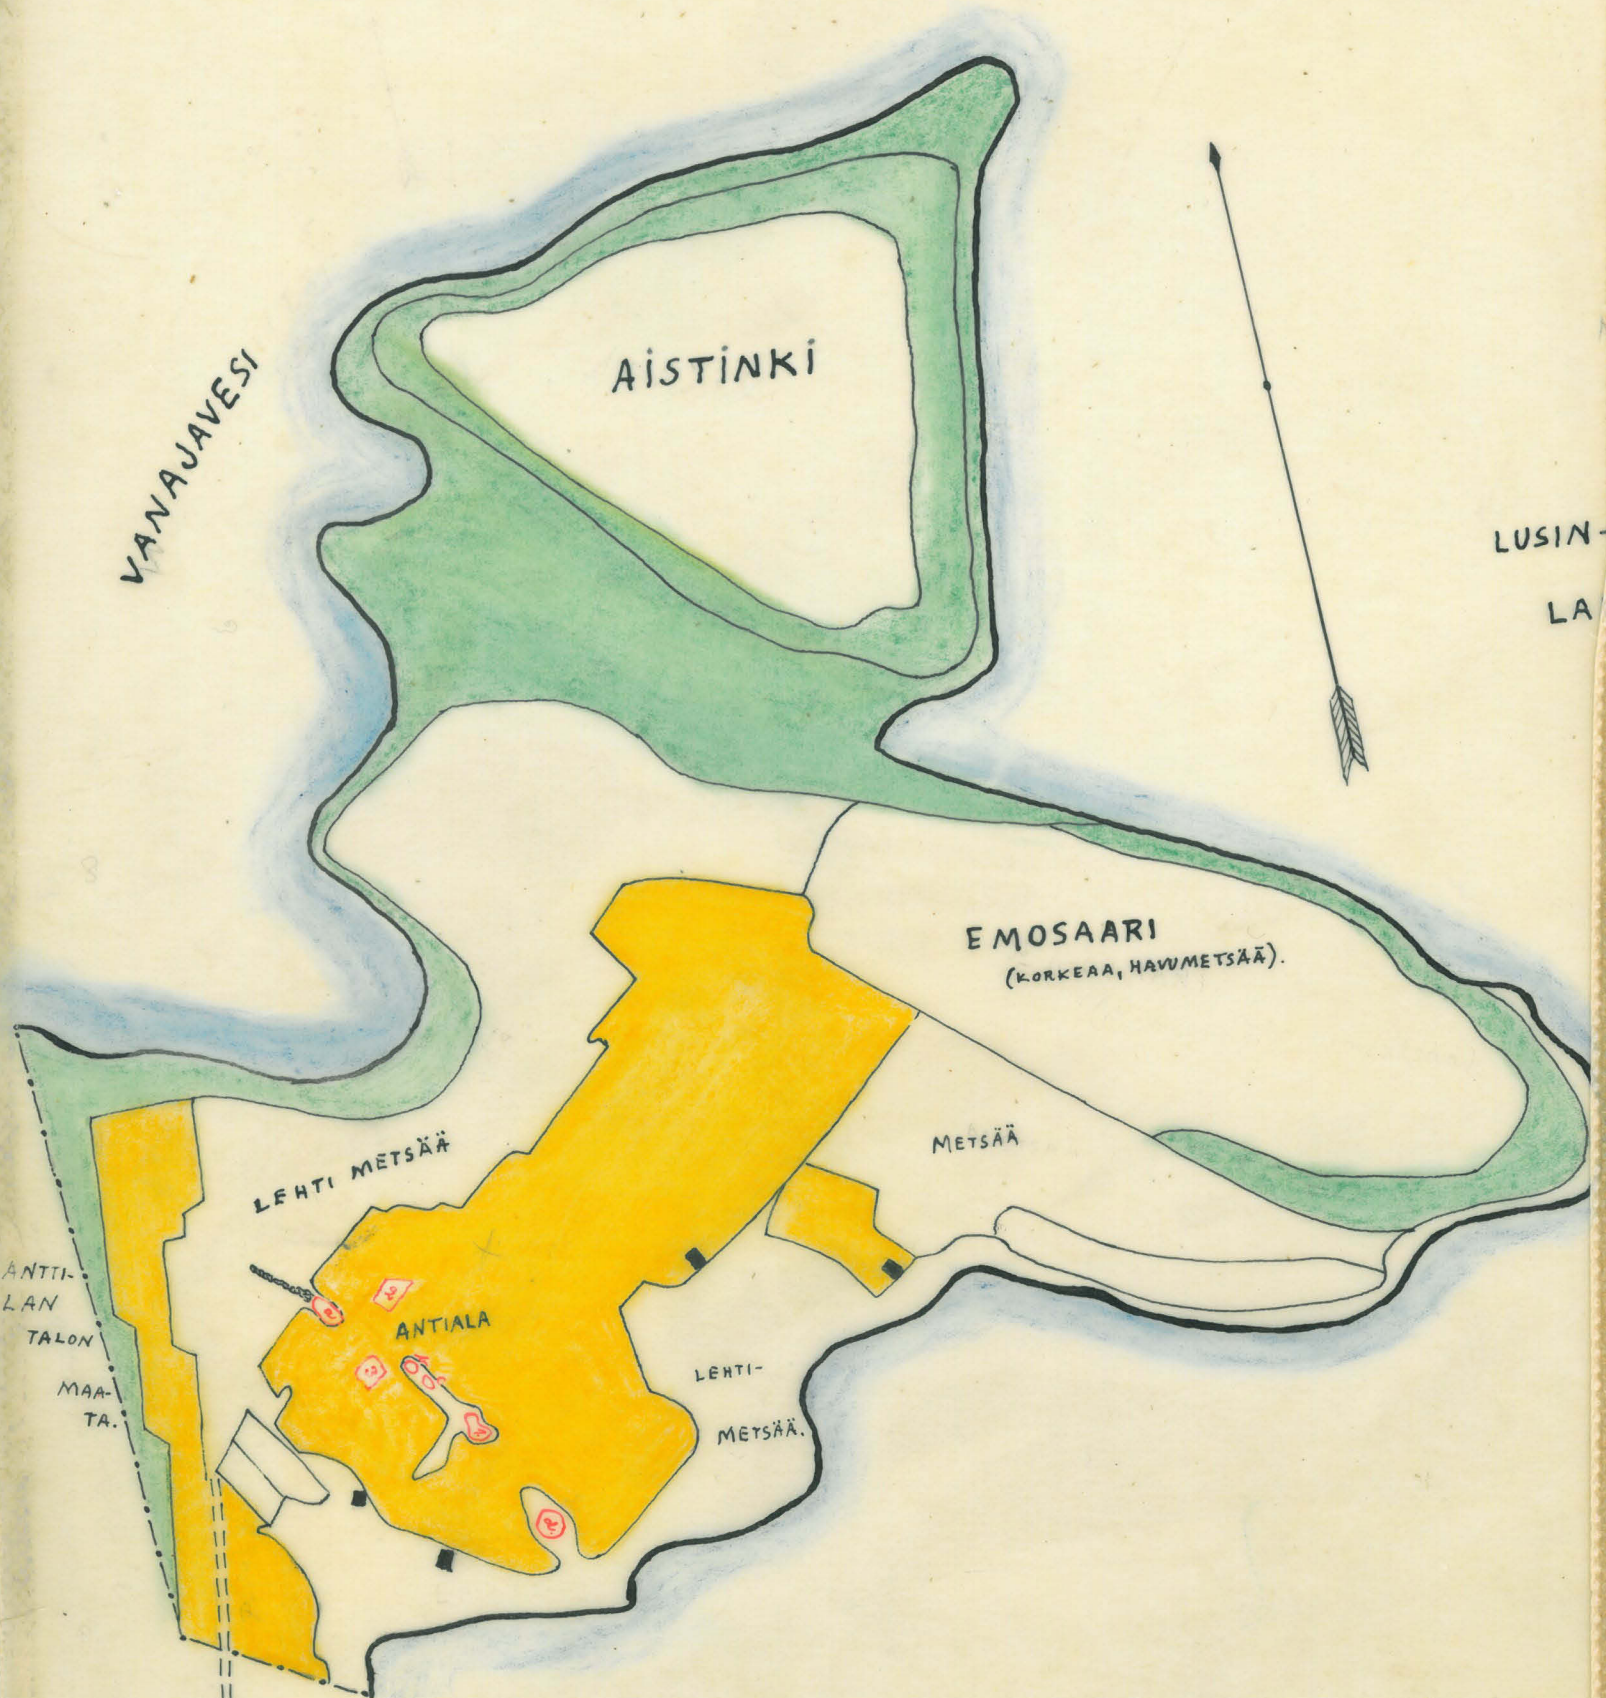 AISTINKI
VANAJAVESI
LUSIN-
LA
EMOSAARI
(KORKEAA, HAVUMETSÄÄ).
METSÄÄ
LEHTI METSÄÄ
ANTTI-
LAN
TALON
MAA-
TA.
ANTIALA
LEHTI-
METSÄÄ.